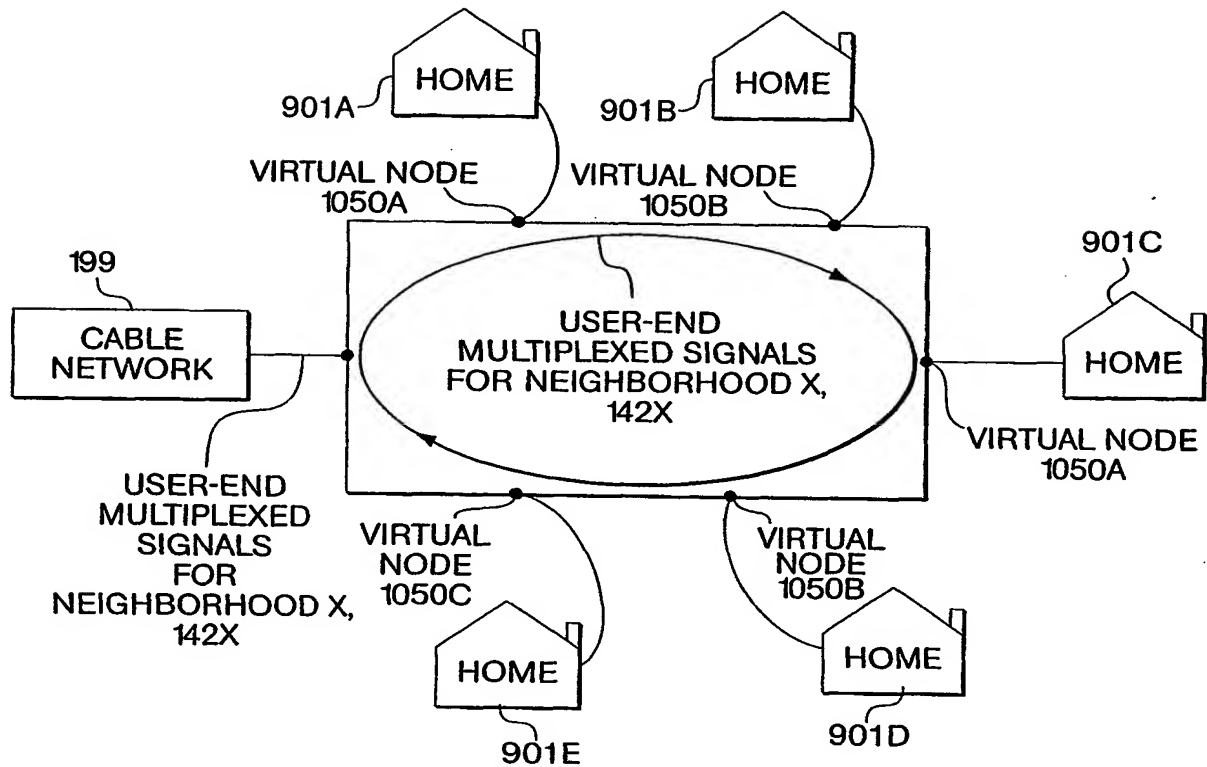 HOME
901A
HOME
901B
VIRTUAL NODE
1050A
VIRTUAL NODE
1050B
901C
HOME
199
CABLE
NETWORK
USER-END
MULTIPLEXED SIGNALS
FOR NEIGHBORHOOD X,
142X
VIRTUAL NODE
1050A
USER-END
MULTIPLEXED
SIGNALS
FOR
NEIGHBORHOOD X,
142X
VIRTUAL
NODE
1050C
VIRTUAL
NODE
1050B
HOME
901E
HOME
901D